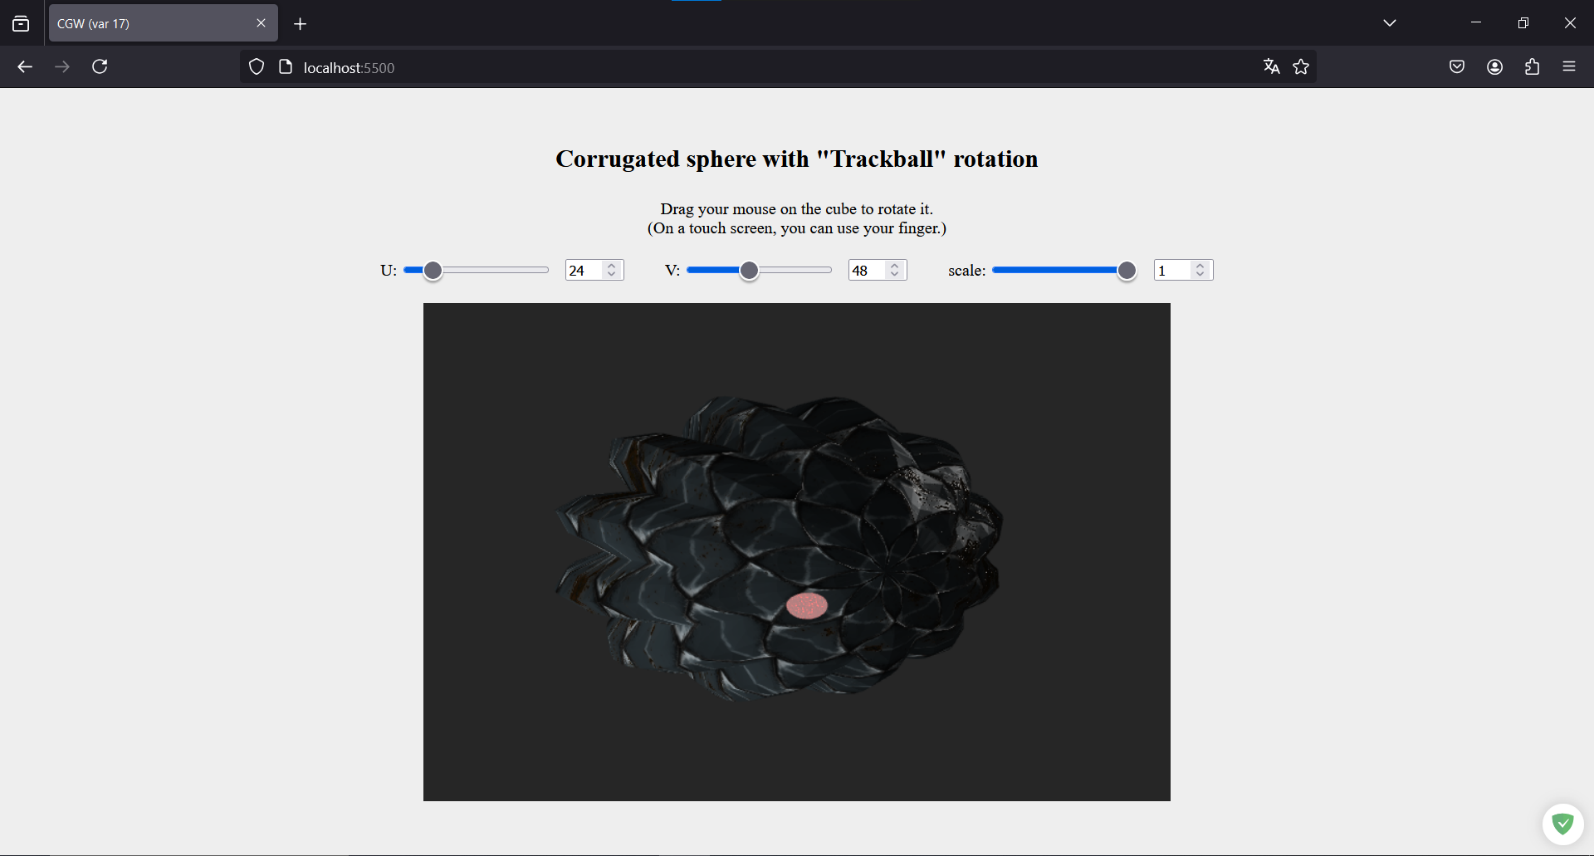 CGW (var 17)
localhost:5500
Corrugated sphere with "Trackball" rotation
Drag your mouse on the cube to rotate it.
(On a touch screen, you can use your finger.)
U: 24 V: 48 scale: 1